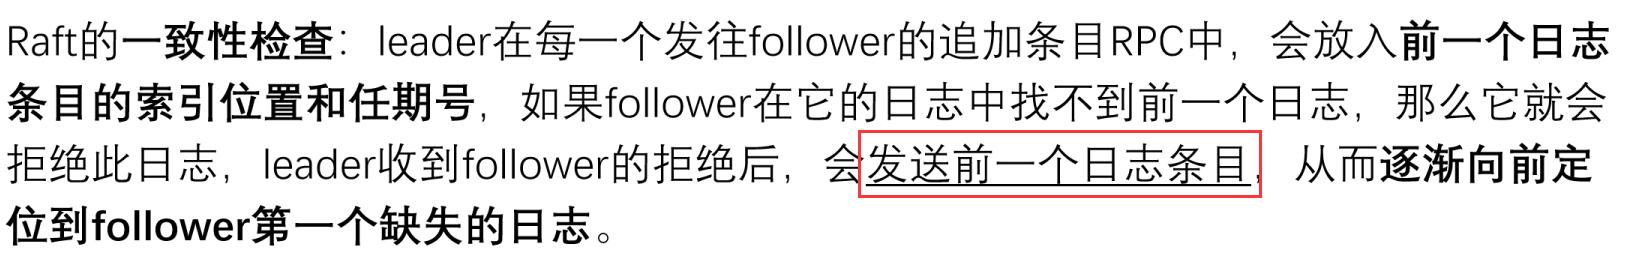 Raft的一致性检查：leader在每一个发往follower的追加条目RPC中，会放入前一个日志
条目的索引位置和任期号，如果follower在它的日志中找不到前一个日志，那么它就会
拒绝此日志，leader收到follower的拒绝后，会发送前一个日志条目，从而逐渐向前定
位到follower第一个缺失的日志。